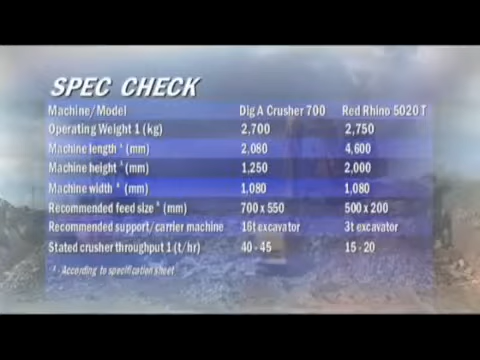 SPEC CHECK
Machine/Model Dig A Crusher 700 Red Rhino 5020 T
Operating Weight 1 (kg) 2,700 2,750
Machine length ¹ (mm) 2,080 4,600
Machine height ¹ (mm) 1,250 2,000
Machine width ¹ (mm) 1,080 1,080
Recommended feed size ¹ (mm) 700 x 550 500 x 200
Recommended support/carrier machine 16t excavator 3t excavator
Stated crusher throughput 1 (t/hr) 40 - 45 15 - 20
¹ - According to specification sheet